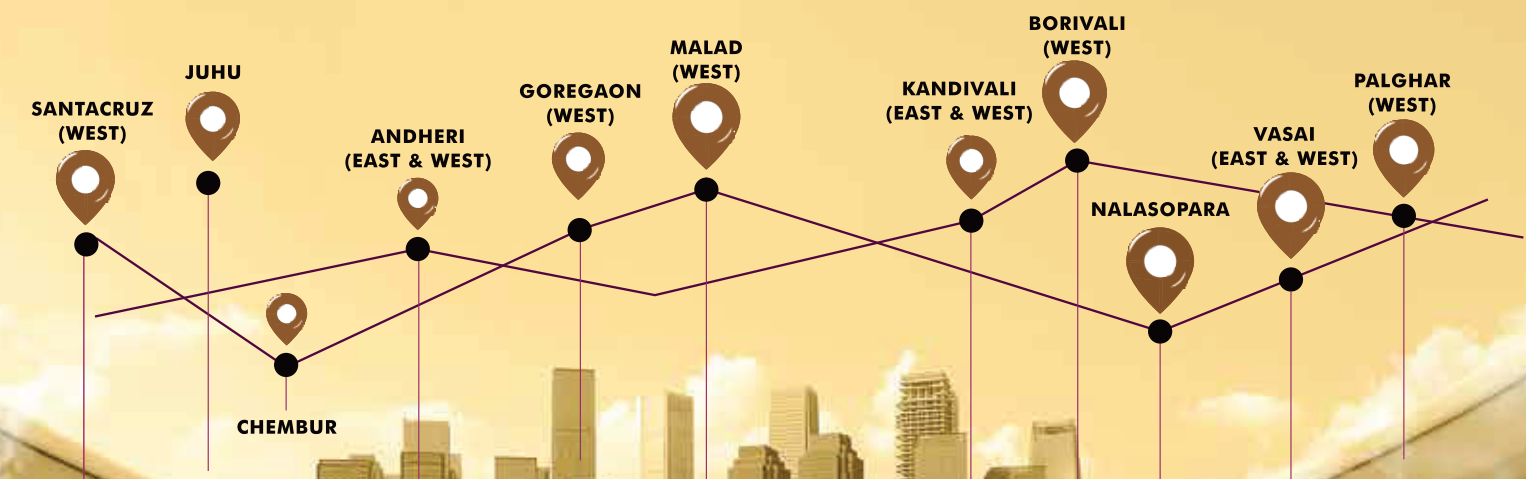 SANTACRUZ
(WEST)
JUHU
CHEMBUR
ANDHERI
(EAST & WEST)
GOREGAON
(WEST)
MALAD
(WEST)
KANDIVALI
(EAST & WEST)
BORIVALI
(WEST)
NALASOPARA
VASAI
(EAST & WEST)
PALGHAR
(WEST)